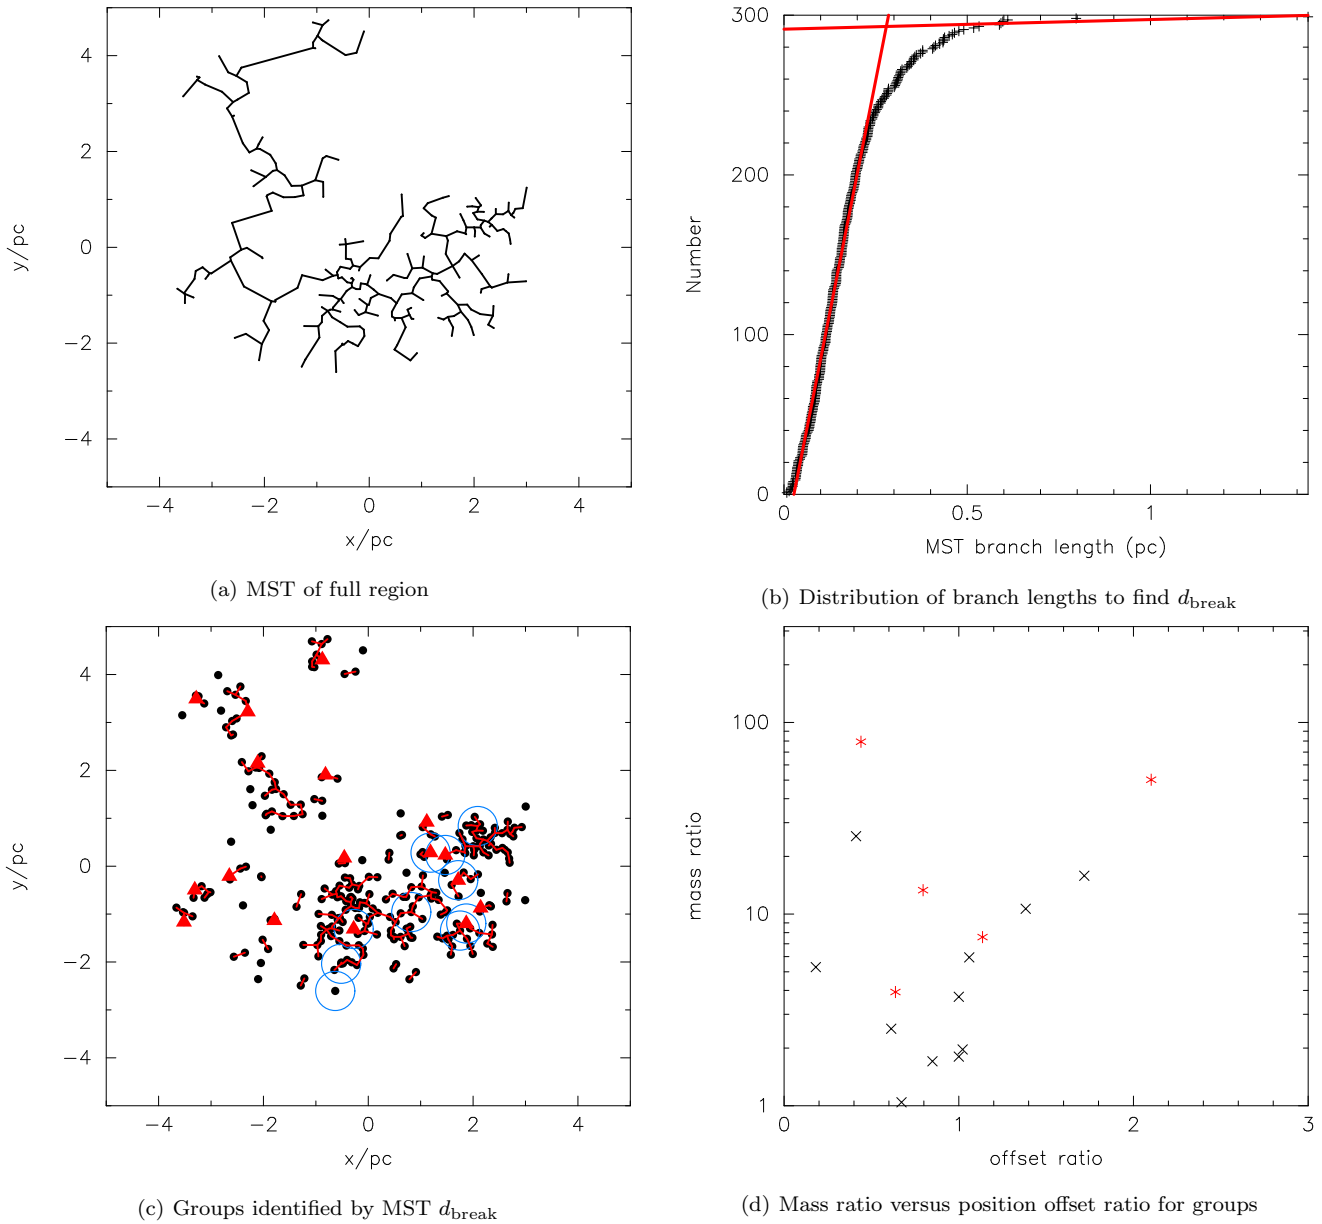 4
2
0
−2
−4
y/pc
−4
−2
0
2
4
x/pc
(a) MST of full region
300
200
100
0
Number
0
0.5
1
MST branch length (pc)
(b) Distribution of branch lengths to find d_break
4
2
0
−2
−4
y/pc
−4
−2
0
2
4
x/pc
(c) Groups identified by MST d_break
100
10
1
mass ratio
0
1
2
3
offset ratio
(d) Mass ratio versus position offset ratio for groups